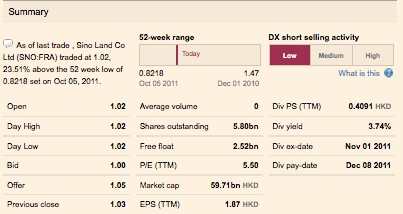 Summary
As of last trade , Sino Land Co
Ltd (SNO:FRA) traded at 1.02,
23.51% above the 52 week low of
0.8218 set on Oct 05, 2011.
52-week range
Today
0.8218 1.47
Oct 05 2011 Dec 01 2010
DX short selling activity
Low Medium High
What is this ?
Open 1.02
Day High 1.02
Day Low 1.02
Bid 1.00
Offer 1.05
Previous close 1.03
Average volume 0
Shares outstanding 5.80bn
Free float 2.52bn
P/E (TTM) 5.50
Market cap 59.71bn HKD
EPS (TTM) 1.87 HKD
Div PS (TTM) 0.4091 HKD
Div yield 3.74%
Div ex-date Nov 01 2011
Div pay-date Dec 08 2011